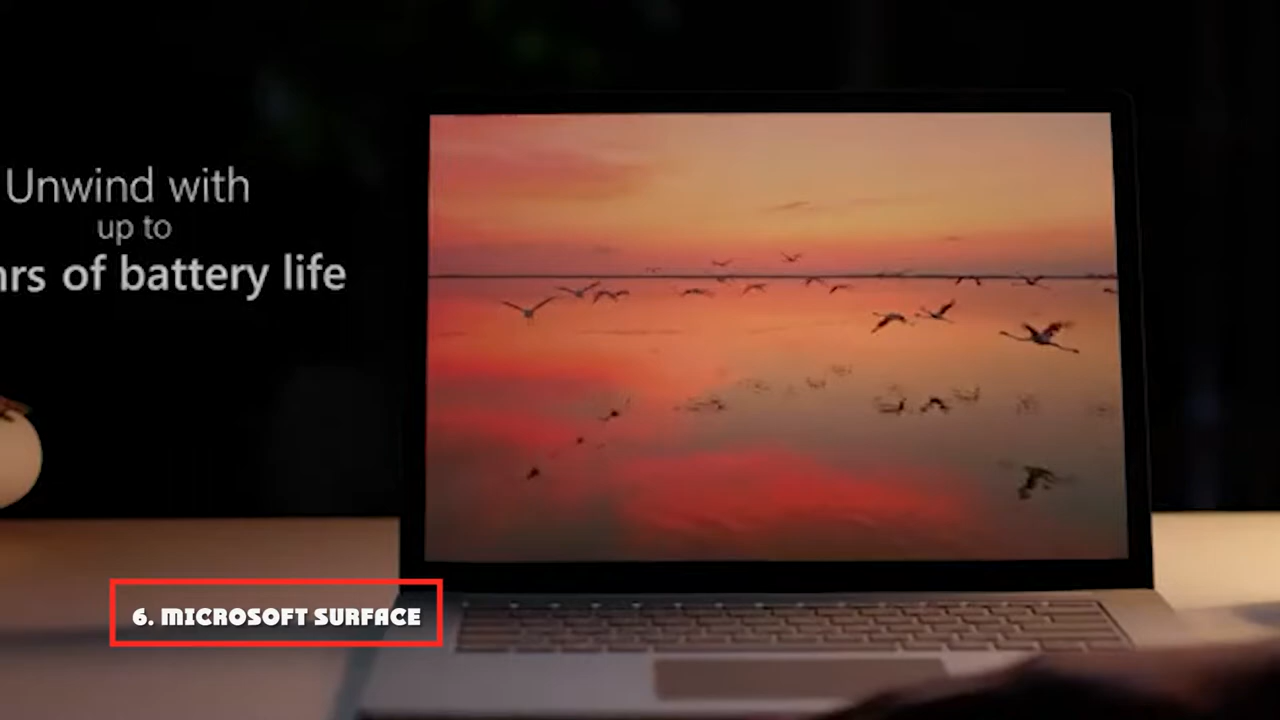 Unwind with
up to
hrs of battery life
6. MICROSOFT SURFACE